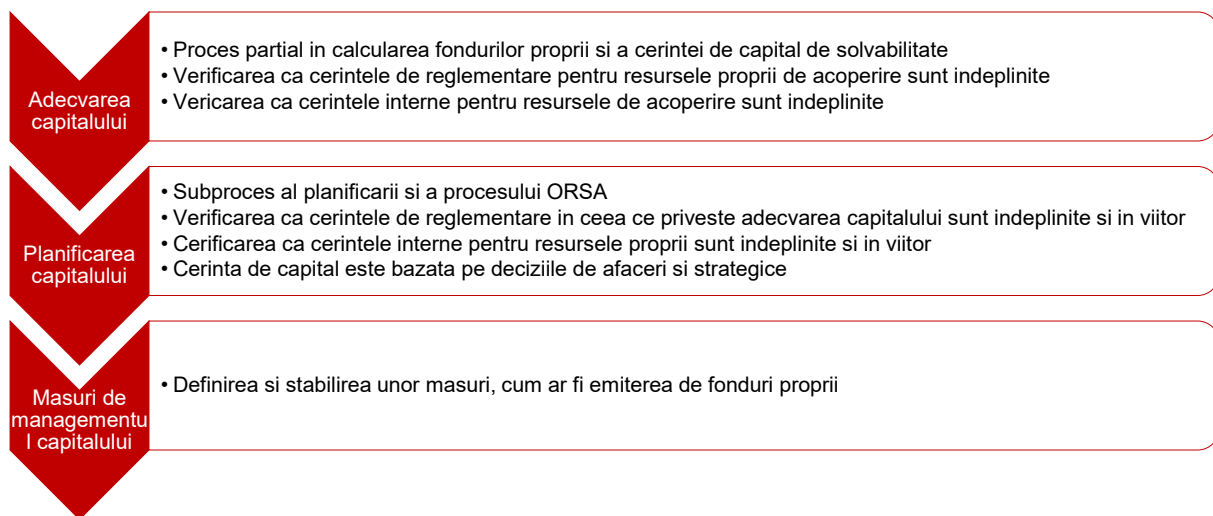 Adecvarea
capitalului
• Proces partial in calcularea fondurilor proprii si a cerintei de capital de solvabilitate
• Verificarea ca cerintele de reglementare pentru resursele proprii de acoperire sunt indeplinite
• Vericarea ca cerintele interne pentru resursele de acoperire sunt indeplinite
Planificarea
capitalului
• Subproces al planificarii si a procesului ORSA
• Verificarea ca cerintele de reglementare in ceea ce priveste adecvarea capitalului sunt indeplinite si in viitor
• Cerificarea ca cerintele interne pentru resursele proprii sunt indeplinite si in viitor
• Cerinta de capital este bazata pe deciziile de afaceri si strategice
Masuri de
managementu
l capitalului
• Definirea si stabilirea unor masuri, cum ar fi emiterea de fonduri proprii